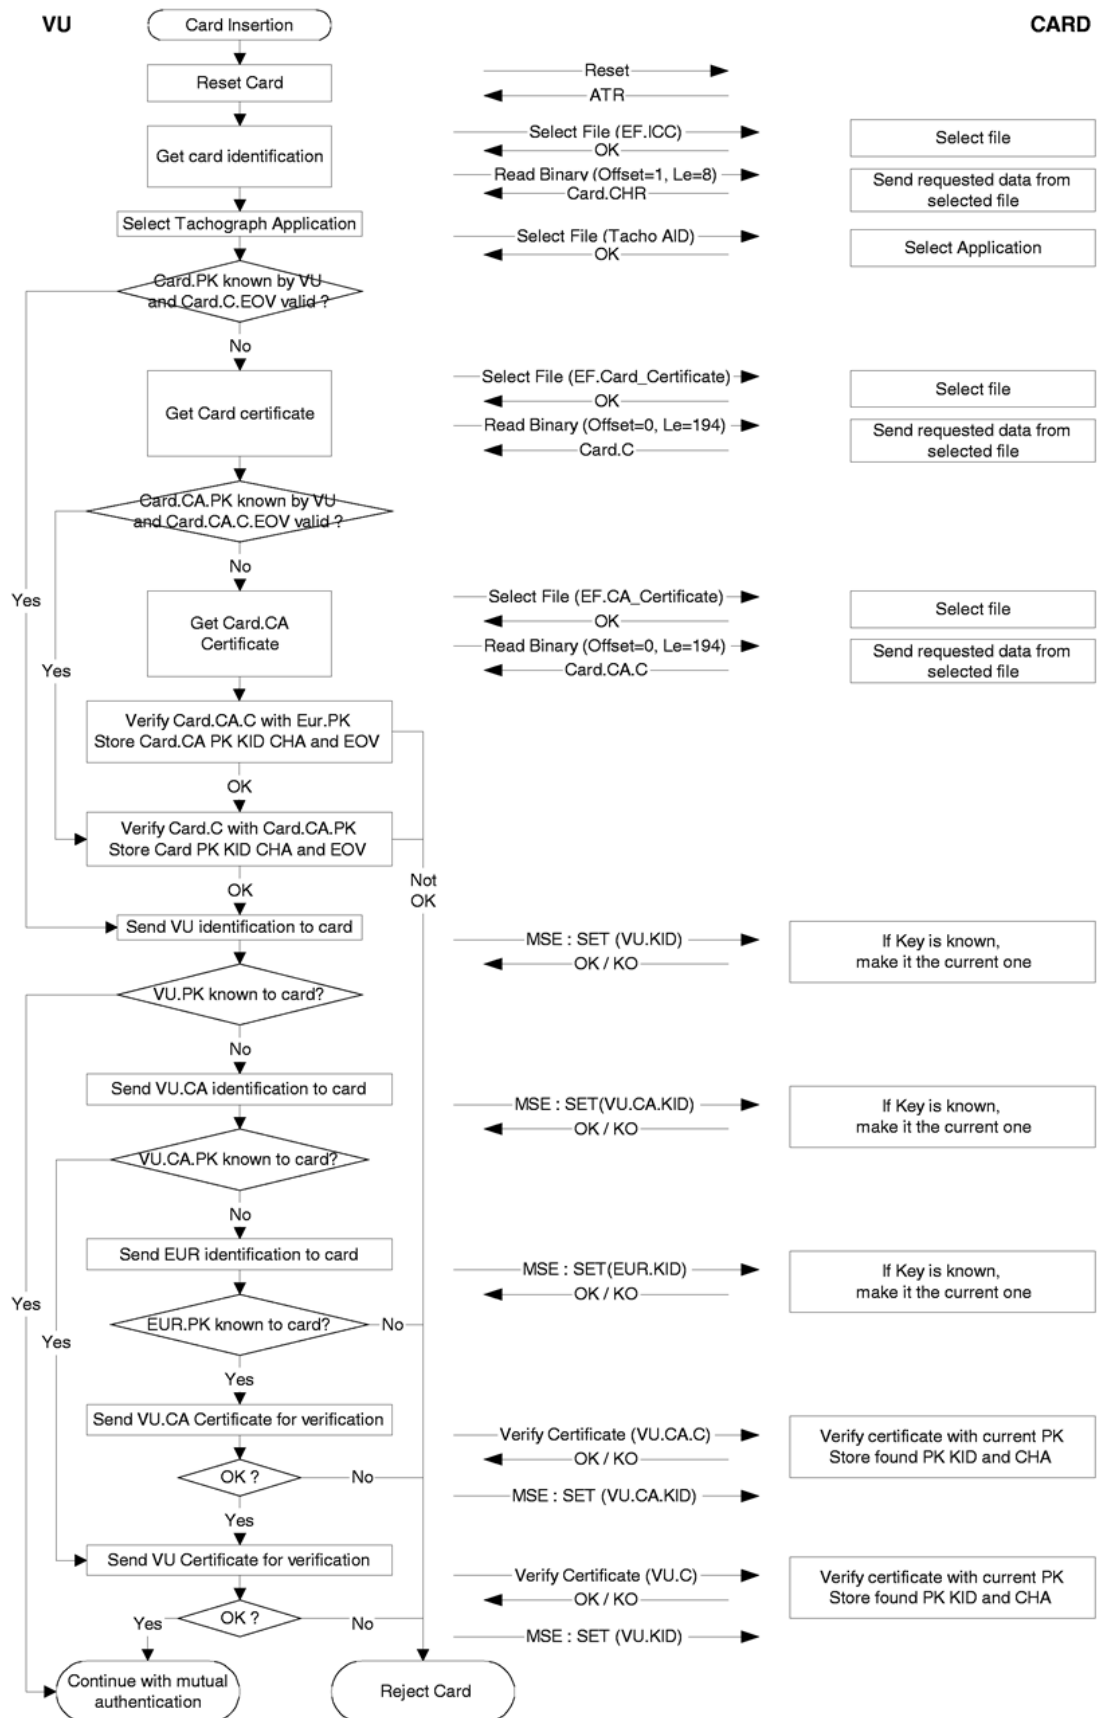 VU
CARD
Card Insertion
Reset Card
Reset
ATR
Get card identification
Select File (EF.ICC)
OK
Select file
Read Binary (Offset=1, Le=8)
Card.CHR
Send requested data from
selected file
Select Tachograph Application
Select File (Tacho AID)
OK
Select Application
Card.PK known by VU
and Card.C.EOV valid ?
No
Get Card certificate
Select File (EF.Card_Certificate)
OK
Select file
Read Binary (Offset=0, Le=194)
Card.C
Send requested data from
selected file
Card.CA.PK known by VU
and Card.CA.C.EOV valid ?
No
Yes
Get Card.CA
Certificate
Select File (EF.CA_Certificate)
OK
Select file
Read Binary (Offset=0, Le=194)
Card.CA.C
Send requested data from
selected file
Yes
Verify Card.CA.C with Eur.PK
Store Card.CA PK KID CHA and EOV
OK
Verify Card.C with Card.CA.PK
Store Card PK KID CHA and EOV
OK
Not
OK
Send VU identification to card
MSE : SET (VU.KID)
OK / KO
If Key is known,
make it the current one
VU.PK known to card?
No
Send VU.CA identification to card
MSE : SET(VU.CA.KID)
OK / KO
If Key is known,
make it the current one
VU.CA.PK known to card?
No
Send EUR identification to card
MSE : SET(EUR.KID)
OK / KO
If Key is known,
make it the current one
Yes
EUR.PK known to card?
No
Yes
Yes
Send VU.CA Certificate for verification
Verify Certificate (VU.CA.C)
OK / KO
Verify certificate with current PK
Store found PK KID and CHA
OK ?
No
MSE : SET (VU.CA.KID)
Yes
Send VU Certificate for verification
Verify Certificate (VU.C)
OK / KO
Verify certificate with current PK
Store found PK KID and CHA
OK ?
Yes
No
MSE : SET (VU.KID)
Continue with mutual
authentication
Reject Card